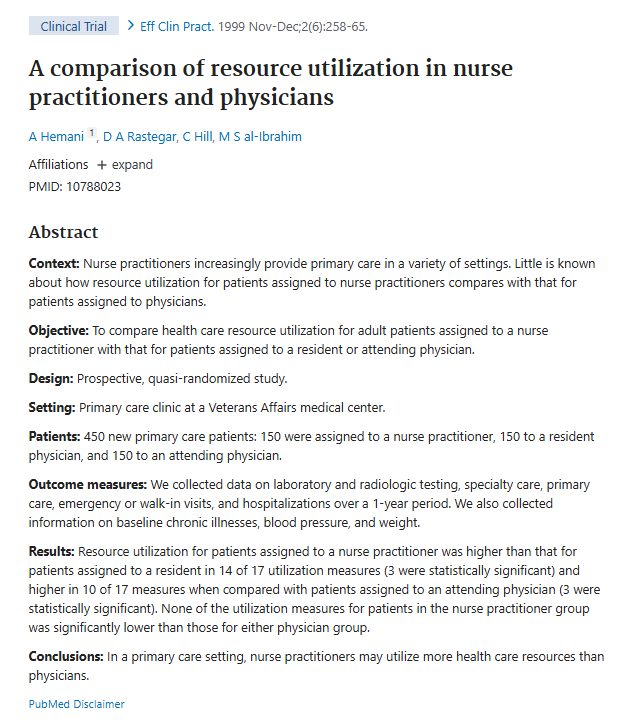 Clinical Trial > Eff Clin Pract. 1999 Nov-Dec;2(6):258-65.
A comparison of resource utilization in nurse
practitioners and physicians
A Hemani 1, D A Rastegar, C Hill, M S al-Ibrahim
Affiliations + expand
PMID: 10788023
Abstract
Context: Nurse practitioners increasingly provide primary care in a variety of settings. Little is known
about how resource utilization for patients assigned to nurse practitioners compares with that for
patients assigned to physicians.
Objective: To compare health care resource utilization for adult patients assigned to a nurse
practitioner with that for patients assigned to a resident or attending physician.
Design: Prospective, quasi-randomized study.
Setting: Primary care clinic at a Veterans Affairs medical center.
Patients: 450 new primary care patients: 150 were assigned to a nurse practitioner, 150 to a resident
physician, and 150 to an attending physician.
Outcome measures: We collected data on laboratory and radiologic testing, specialty care, primary
care, emergency or walk-in visits, and hospitalizations over a 1-year period. We also collected
information on baseline chronic illnesses, blood pressure, and weight.
Results: Resource utilization for patients assigned to a nurse practitioner was higher than that for
patients assigned to a resident in 14 of 17 utilization measures (3 were statistically significant) and
higher in 10 of 17 measures when compared with patients assigned to an attending physician (3 were
statistically significant). None of the utilization measures for patients in the nurse practitioner group
was significantly lower than those for either physician group.
Conclusions: In a primary care setting, nurse practitioners may utilize more health care resources than
physicians.
PubMed Disclaimer